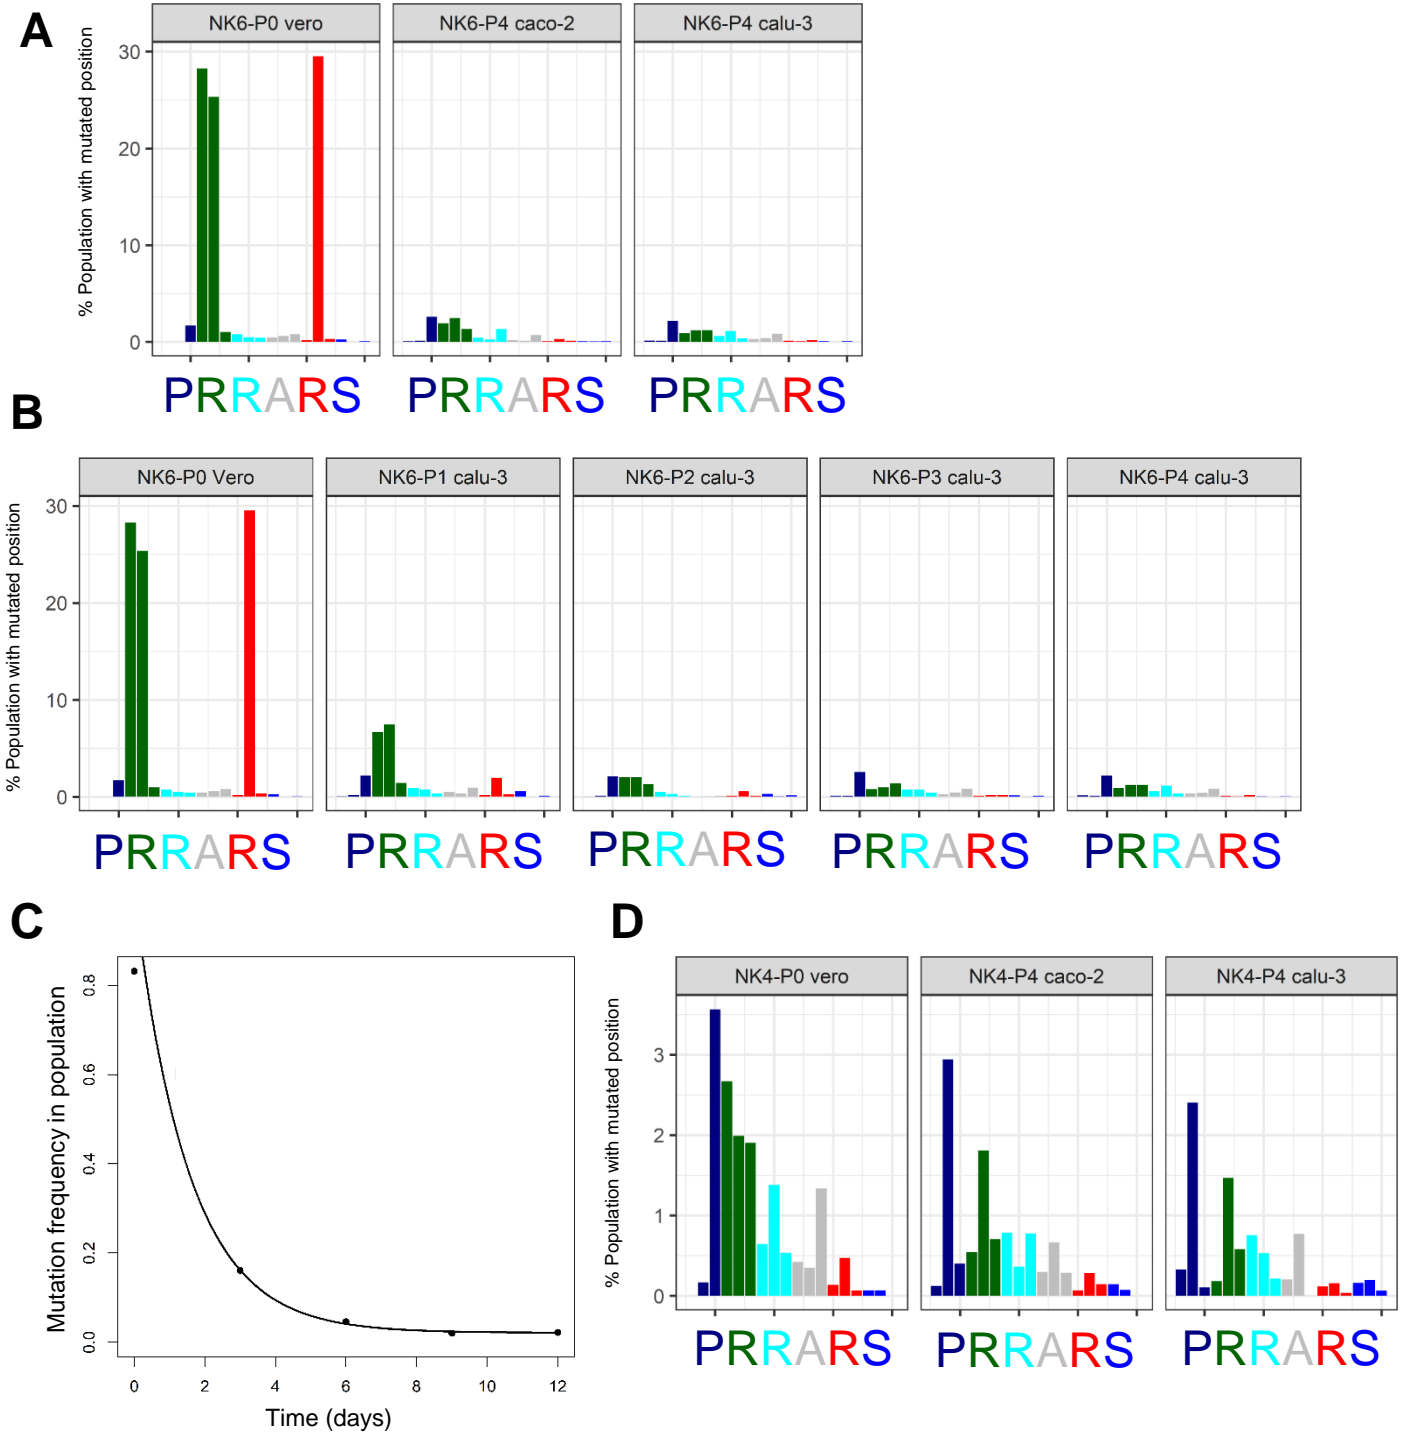 A
NK6-P0 vero
NK6-P4 caco-2
NK6-P4 calu-3
% Population with mutated position
30
20
10
0
PRRARS
PRRARS
PRRARS
B
NK6-P0 Vero
NK6-P1 calu-3
NK6-P2 calu-3
NK6-P3 calu-3
NK6-P4 calu-3
% Population with mutated position
30
20
10
0
PRRARS
PRRARS
PRRARS
PRRARS
PRRARS
C
Mutation frequency in population
0.8
0.6
0.4
0.2
0.0
0 2 4 6 8 10 12
Time (days)
D
NK4-P0 vero
NK4-P4 caco-2
NK4-P4 calu-3
% Population with mutated position
3
2
1
0
PRRARS
PRRARS
PRRARS